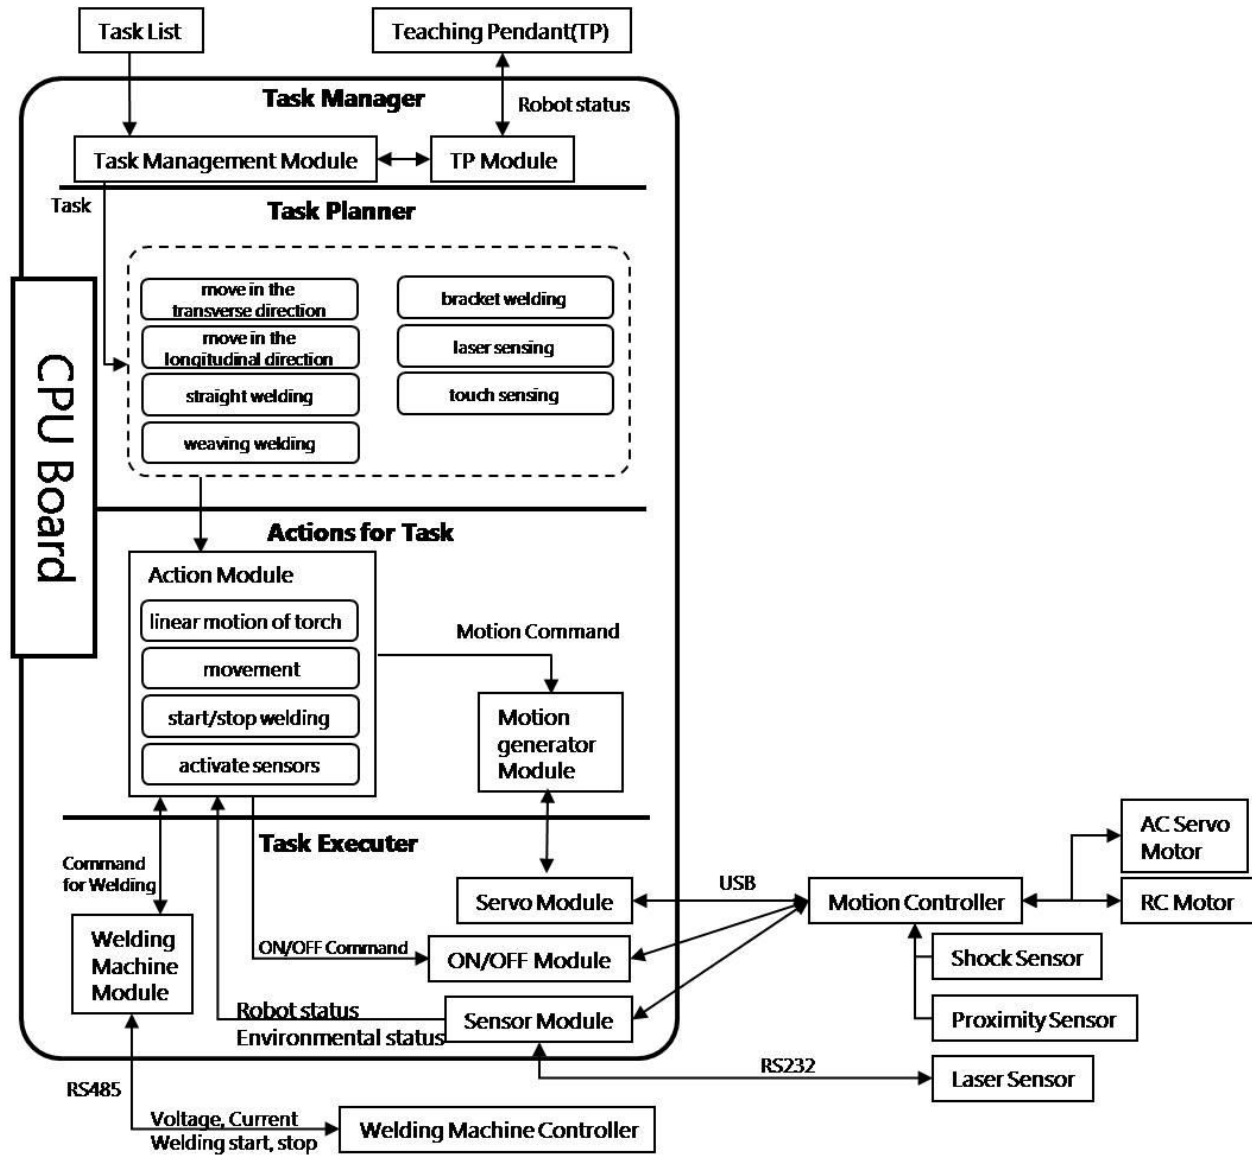 Task List
Teaching Pendant(TP)
Task Manager
Robot status
Task Management Module
TP Module
Task
Task Planner
move in the
transverse direction
move in the
longitudinal direction
straight welding
weaving welding
bracket welding
laser sensing
touch sensing
CPU Board
Actions for Task
Action Module
linear motion of torch
movement
start/stop welding
activate sensors
Motion Command
Motion
generator
Module
Task Executer
Command
for Welding
Welding
Machine
Module
ON/OFF Command
Servo Module
ON/OFF Module
Sensor Module
Robot status
Environmental status
USB
Motion Controller
AC Servo
Motor
RC Motor
Shock Sensor
Proximity Sensor
RS232
Laser Sensor
RS485
Voltage, Current
Welding start, stop
Welding Machine Controller